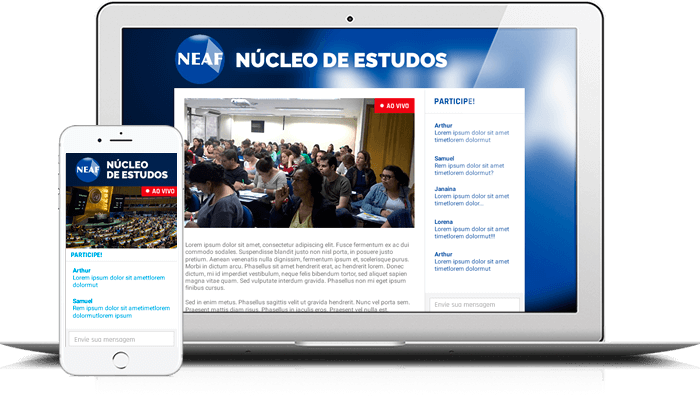 NEAF
NÚCLEO DE ESTUDOS
AO VIVO
PARTICIPE!
Arthur
Lorem ipsum dolor sit amet
timetlorem dolormut
Samuel
Rem ipsum dolor sit amet
timetlorem dolormut?
Janaina
Lorem ipsum dolor sit amet
timetlorem dolor...
Lorena
Lorem ipsum dolor sit amet
timetlorem dolormut!!!
Arthur
Lorem ipsum dolor sit amet
timetlorem dolormut!
Envie sua mensagem
Lorem ipsum dolor sit amet, consectetur adipiscing elit. Fusce fermentum ex ac dui
commodo sodales. Suspendisse blandit justo non nisl porta, in posuere justo
pretium. Aenean venenatis nulla dignissim, fermentum ipsum et, scelerisque purus.
Morbi in dictum arcu. Phasellus sit amet hendrerit erat, ac hendrerit lorem. Donec
dictum, mi id imperdiet vestibulum, neque felis bibendum tortor, sed aliquet sapien
magna vitae quam. Sed vulputate interdum gravida. Phasellus non mi eget ipsum
finibus cursus.
Sed in enim metus. Phasellus sagittis velit ut gravida hendrerit. Nunc vel porta sem.
Praesent mattis diam risus. Phasellus in iaculis eros. Praesent vel nulla est.
NEAF
NÚCLEO
DE ESTUDOS
AO VIVO
PARTICIPE!
Arthur
Lorem ipsum dolor sit ametllorem
dolormut
Samuel
Lorem ipsum dolor sit ametimetlorem
dolormutlorem ipsum
Envie sua mensagem